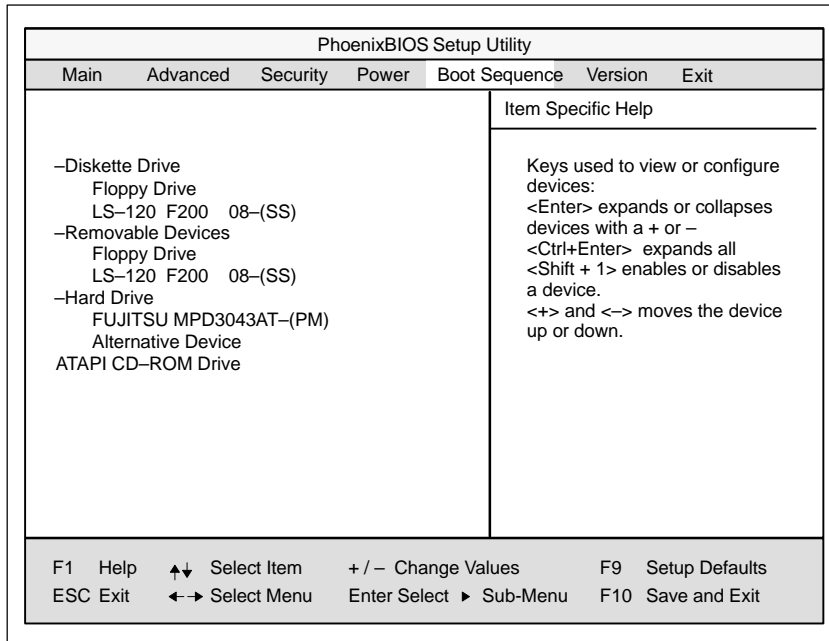 PhoenixBIOS Setup Utility
Main Advanced Security Power Boot Sequence Version Exit
–Diskette Drive
Floppy Drive
LS–120 F200 08–(SS)
–Removable Devices
Floppy Drive
LS–120 F200 08–(SS)
–Hard Drive
FUJITSU MPD3043AT–(PM)
Alternative Device
ATAPI CD–ROM Drive
Item Specific Help
Keys used to view or configure
devices:
<Enter> expands or collapses
devices with a + or –
<Ctrl+Enter> expands all
<Shift + 1> enables or disables
a device.
<+> and <–> moves the device
up or down.
F1 Help Select Item + / – Change Values F9 Setup Defaults
ESC Exit Select Menu Enter Select Sub-Menu F10 Save and Exit